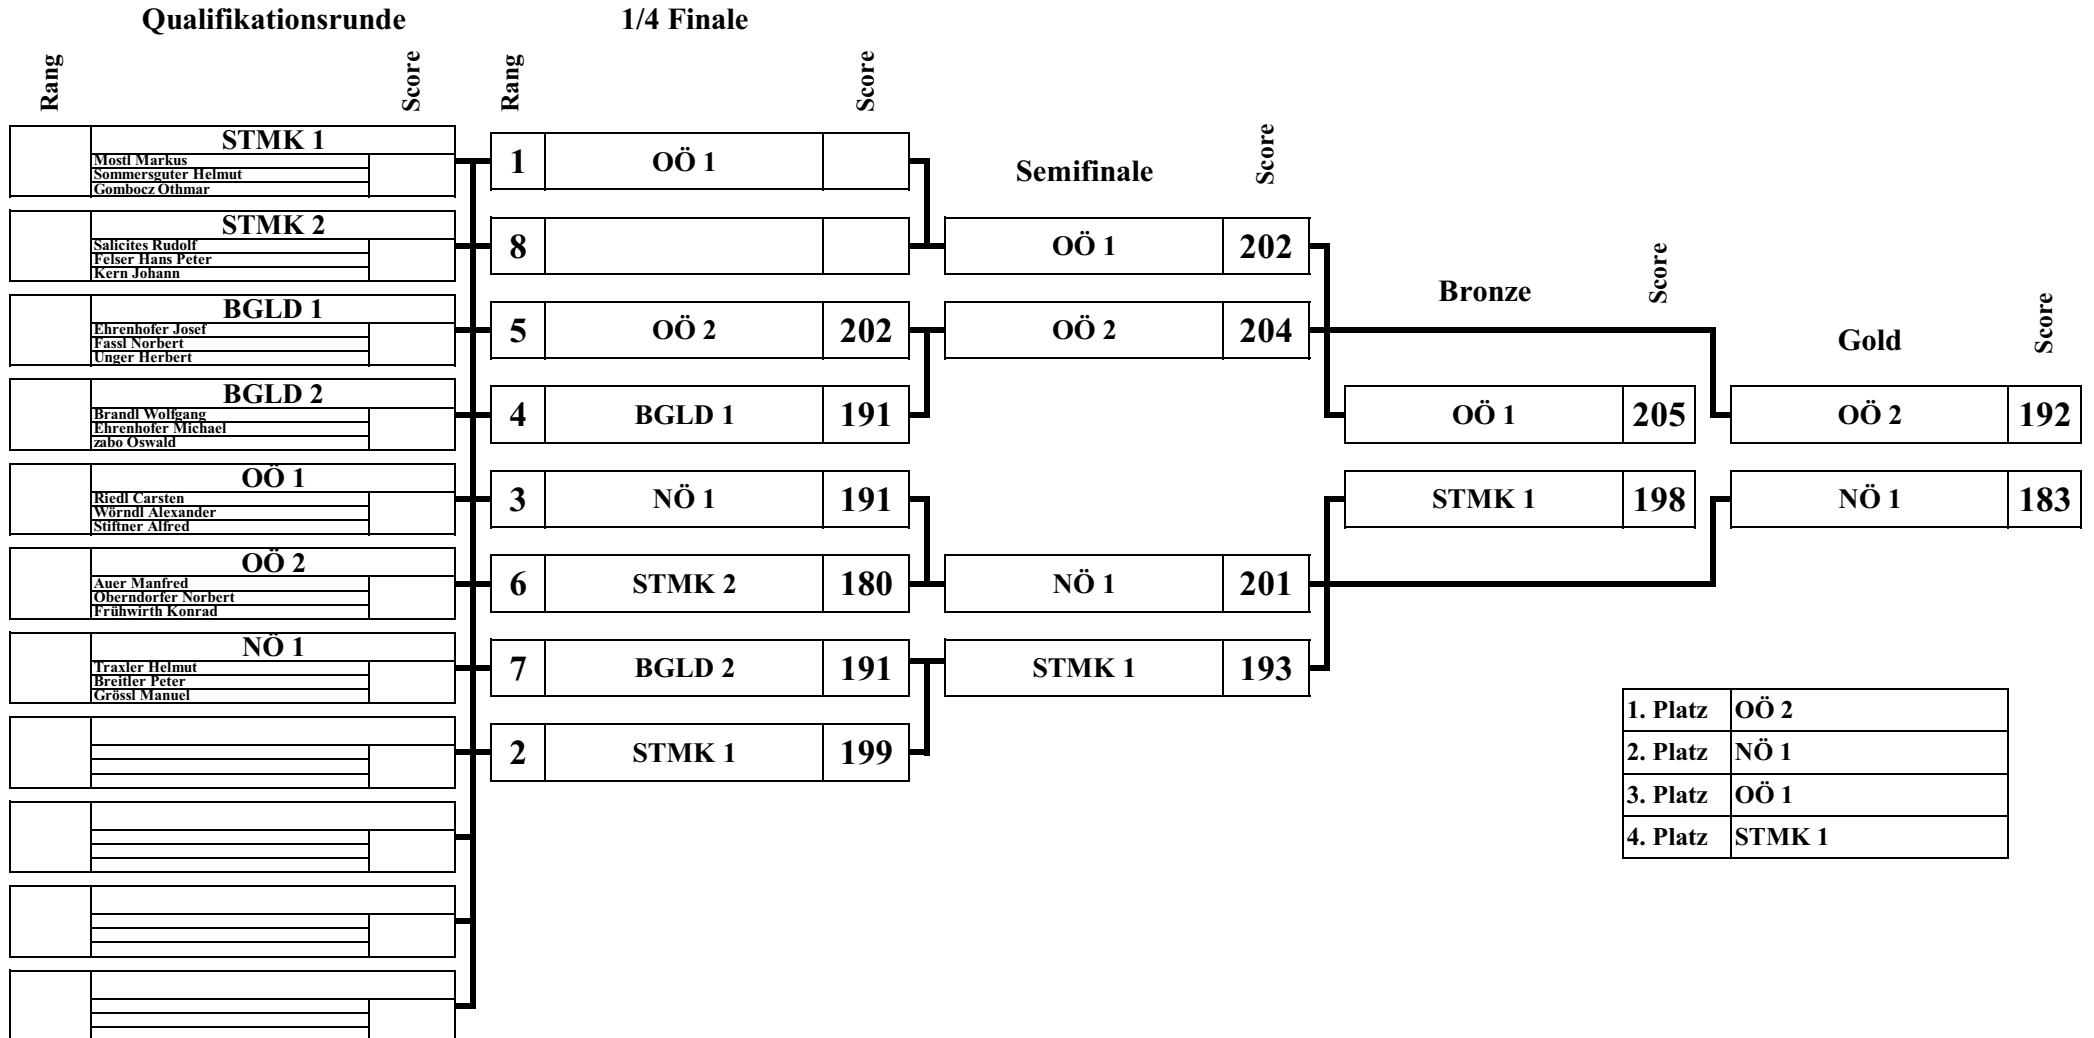 Qualifikationsrunde
Rang
Score
STMK 1
Mostl Markus
Sommersguter Helmut
Gombocz Othmar
STMK 2
Salicites Rudolf
Felser Hans Peter
Kern Johann
BGLD 1
Ehrenhofer Josef
Fassl Norbert
Unger Herbert
BGLD 2
Brandl Wolfgang
Ehrenhofer Michael
zabo Oswald
OÖ 1
Riedl Carsten
Wörndl Alexander
Stiftner Alfred
OÖ 2
Auer Manfred
Oberndorfer Norbert
Frühwirth Konrad
NÖ 1
Traxler Helmut
Breitler Peter
Grössl Manuel
1/4 Finale
Rang
Score
1 OÖ 1
8
5 OÖ 2 202
4 BGLD 1 191
3 NÖ 1 191
6 STMK 2 180
7 BGLD 2 191
2 STMK 1 199
Semifinale
Score
OÖ 1 202
OÖ 2 204
NÖ 1 201
STMK 1 193
Bronze
Score
OÖ 1 205
STMK 1 198
Gold
Score
OÖ 2 192
NÖ 1 183
1. Platz OÖ 2
2. Platz NÖ 1
3. Platz OÖ 1
4. Platz STMK 1